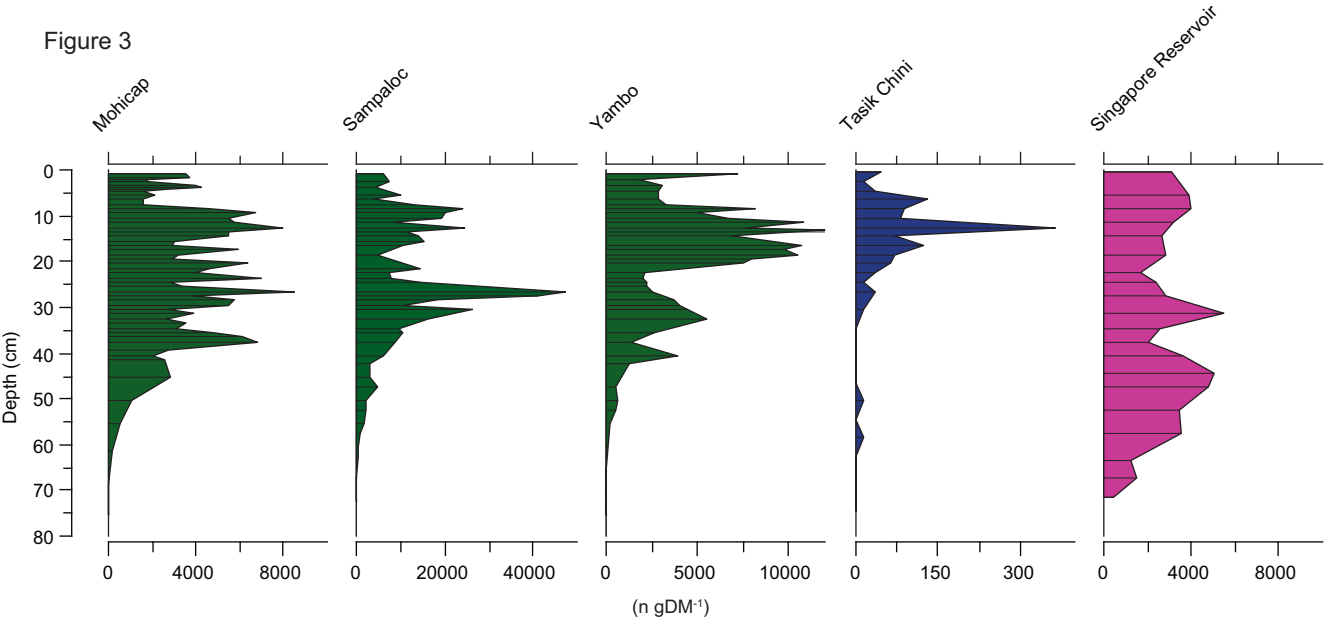 Figure 3
Mohicap
Sampaloc
Yambo
Tasik Chini
Singapore Reservoir
Depth (cm)
0
10
20
30
40
50
60
70
80
0 4000 8000
0 20000 40000
0 5000 10000
0 150 300
0 4000 8000
(n gDM⁻¹)